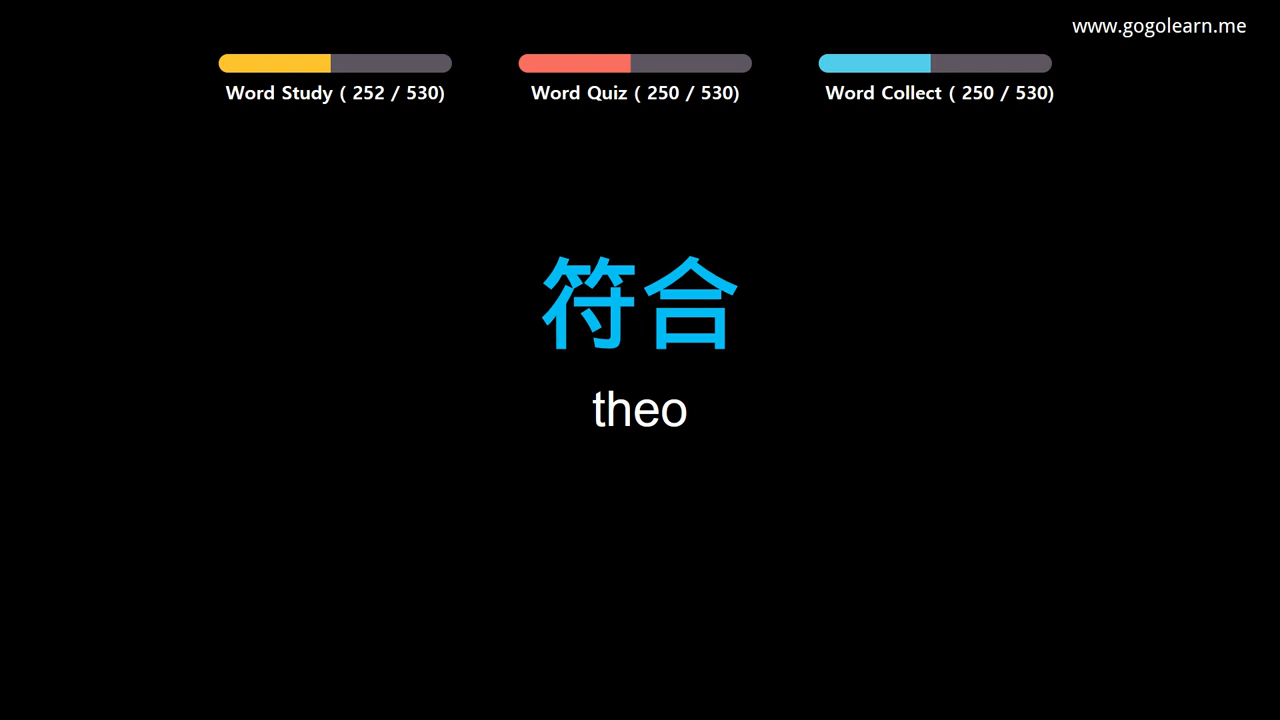 www.gogolearn.me
Word Study ( 252 / 530)
Word Quiz ( 250 / 530)
Word Collect ( 250 / 530)
符合
theo